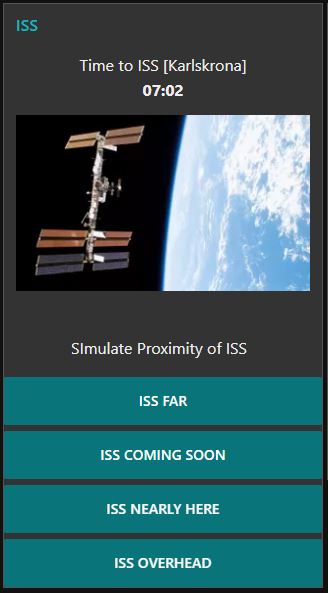 ISS
Time to ISS [Karlskrona]
07:02
SImulate Proximity of ISS
ISS FAR
ISS COMING SOON
ISS NEARLY HERE
ISS OVERHEAD